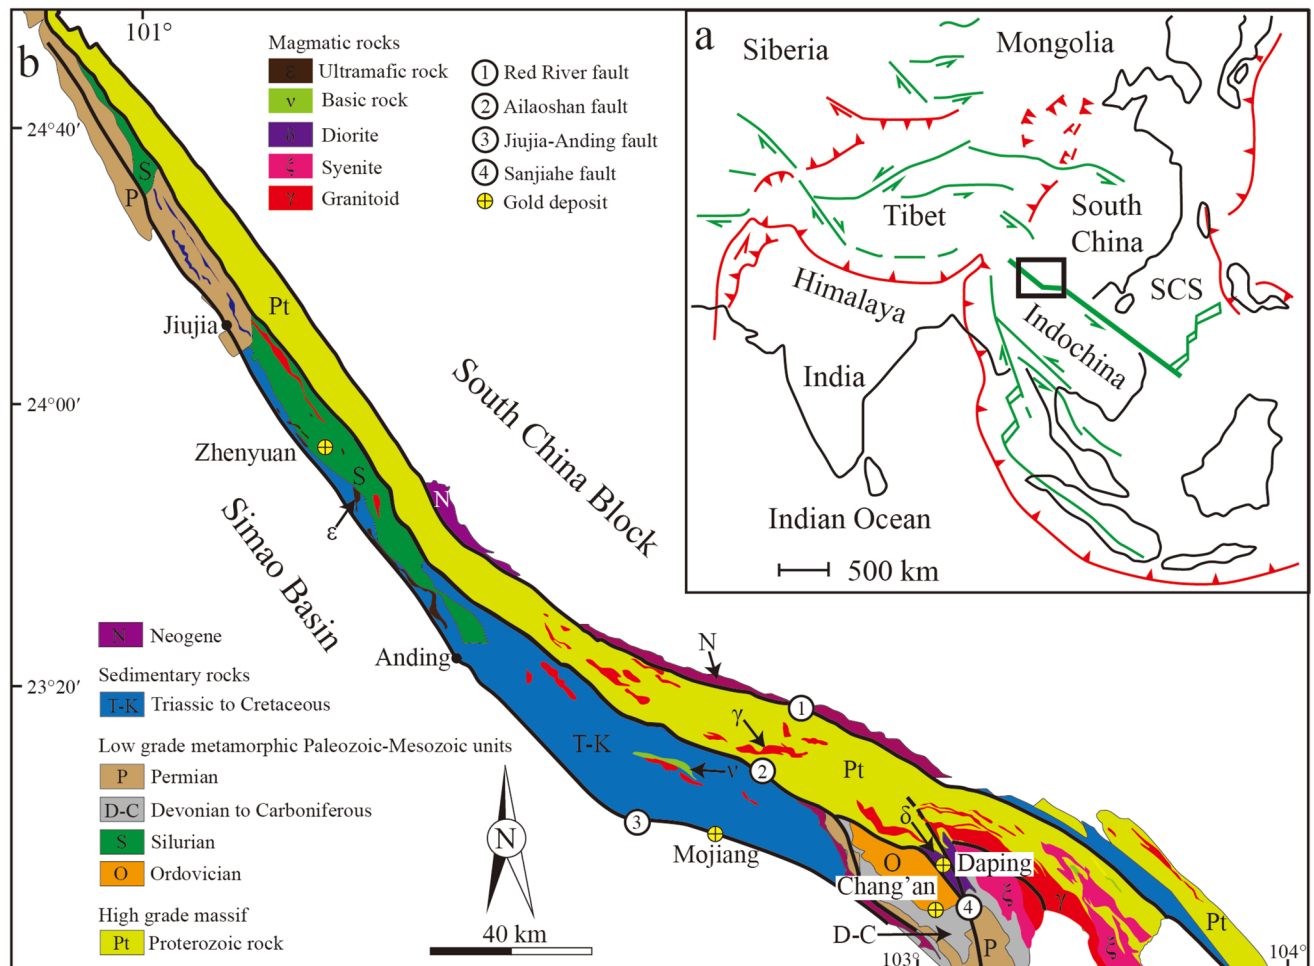 b
101°
24°40′
24°00′
23°20′
103°
104°
Magmatic rocks
ε Ultramafic rock
ν Basic rock
δ Diorite
ξ Syenite
γ Granitoid
1 Red River fault
2 Ailaoshan fault
3 Jiujia-Anding fault
4 Sanjiahe fault
Gold deposit
S
P
Pt
Jiujia
Zhenyuan
S
ε
N
South China Block
Simao Basin
Anding
N
1
γ
T-K
ν
2
Pt
3
Mojiang
δ
O
Daping
Chang’an
4
ξ
γ
D-C
P
ξ
Pt
N Neogene
Sedimentary rocks
T-K Triassic to Cretaceous
Low grade metamorphic Paleozoic-Mesozoic units
P Permian
D-C Devonian to Carboniferous
S Silurian
O Ordovician
High grade massif
Pt Proterozoic rock
N
40 km
a
Siberia
Mongolia
Tibet
South
China
Himalaya
SCS
Indochina
India
Indian Ocean
500 km